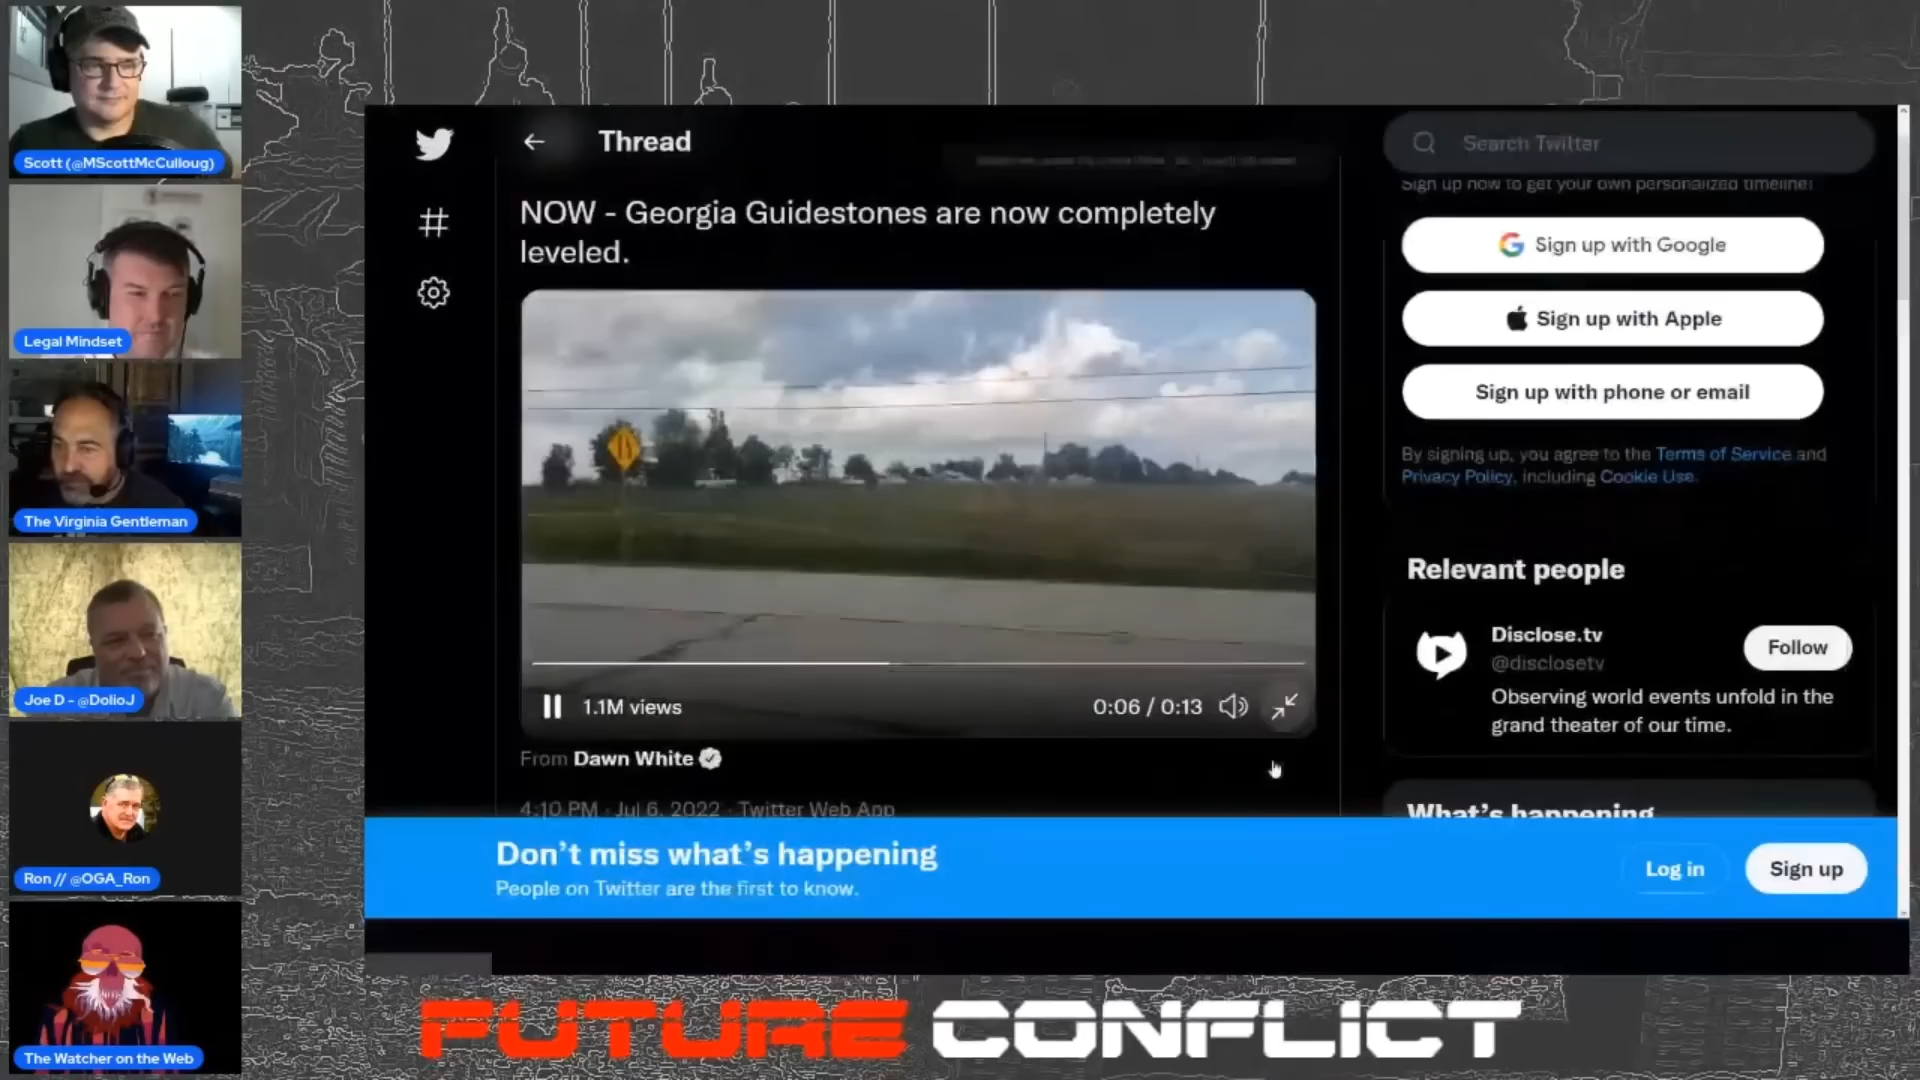 Scott (@MScottMcCulloug)
Legal Mindset
The Virginia Gentleman
Joe D - @DolioJ
Ron // @OGA_Ron
The Watcher on the Web
Thread
NOW - Georgia Guidestones are now completely
leveled.
1.1M views
0:06 / 0:13
From Dawn White
4:10 PM · Jul 6, 2022 · Twitter Web App
Search Twitter
Sign up now to get your own personalized timeline!
Sign up with Google
Sign up with Apple
Sign up with phone or email
By signing up, you agree to the Terms of Service and
Privacy Policy, including Cookie Use.
Relevant people
Disclose.tv
@disclosetv
Follow
Observing world events unfold in the
grand theater of our time.
What's happening
Don't miss what's happening
People on Twitter are the first to know.
Log in
Sign up
FUTURE CONFLICT